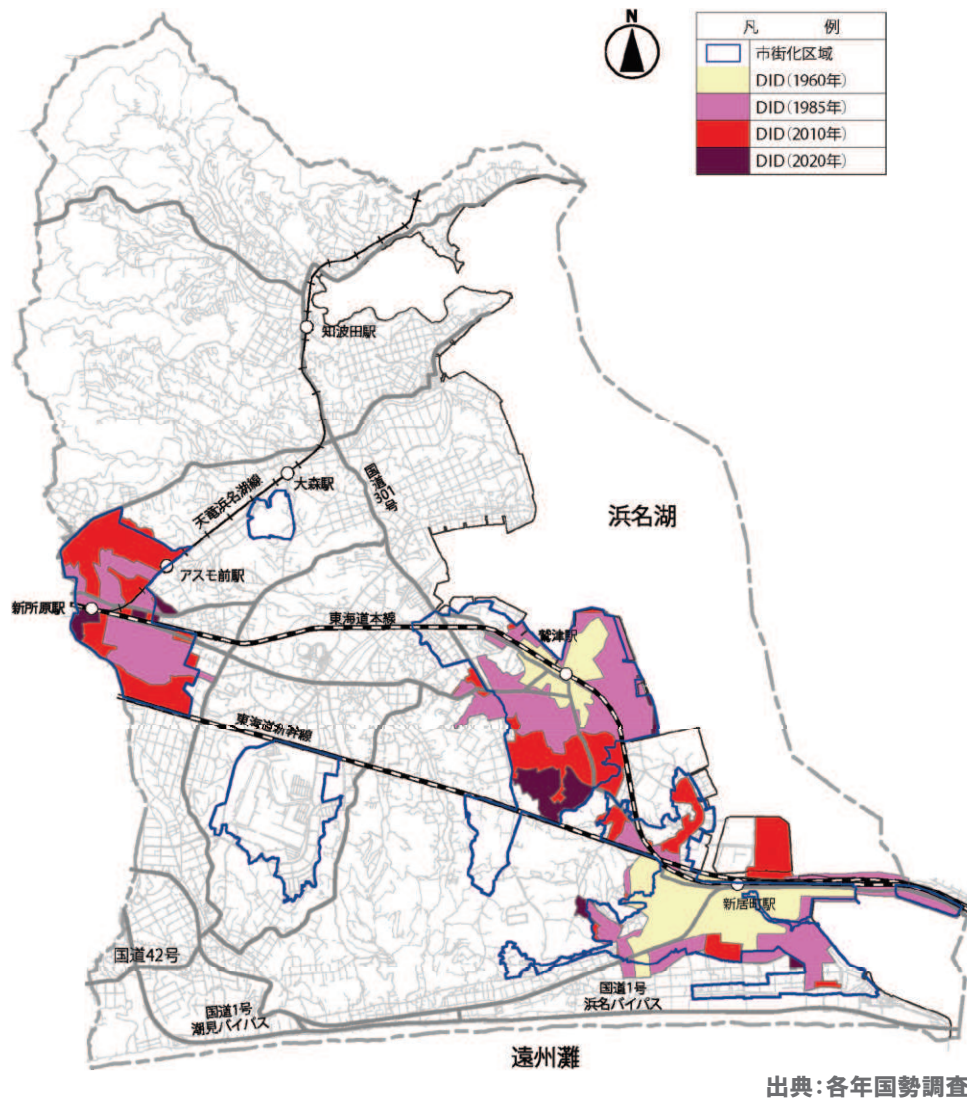 N
凡 例
市街化区域
DID(1960年)
DID(1985年)
DID(2010年)
DID(2020年)
知波田駅
大森駅
天竜浜名湖線
国道
301
号
浜名湖
アスモ前駅
新所原駅
東海道本線
鷲津駅
東海道新幹線
新居町駅
国道42号
国道1号
浜名バイパス
国道1号
潮見バイパス
遠州灘
出典:各年国勢調査